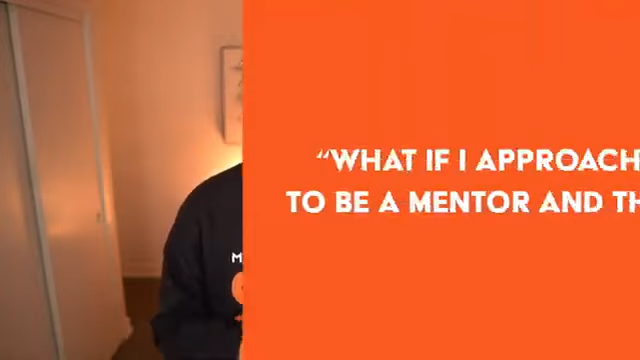 “WHAT IF I APPROACH
TO BE A MENTOR AND TH
M